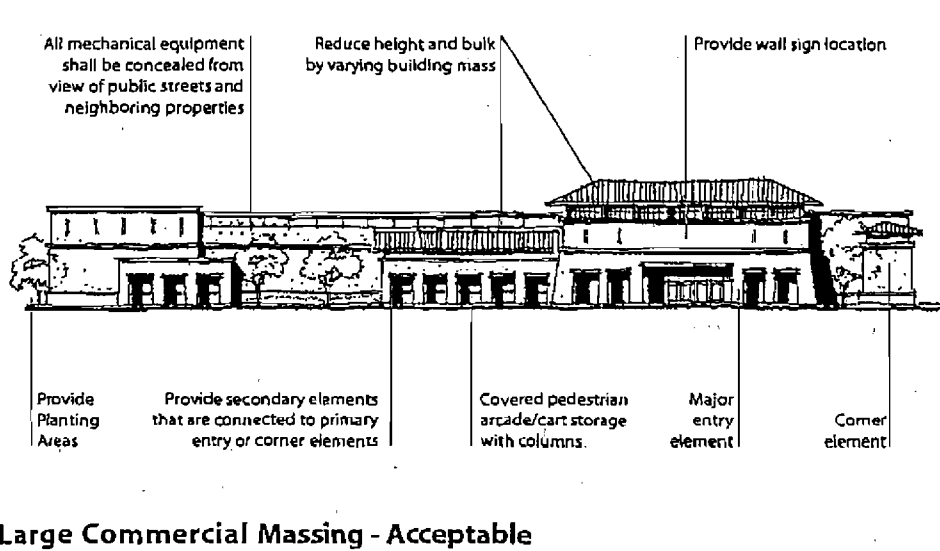 All mechanical equipment
shall be concealed from
view of public streets and
neighboring properties
Reduce height and bulk
by varying building mass
Provide wall sign location
Provide
Planting
Areas
Provide secondary elements
that are connected to primary
entry or corner elements
Covered pedestrian
arcade/cart storage
with columns.
Major
entry
element
Corner
element
Large Commercial Massing - Acceptable